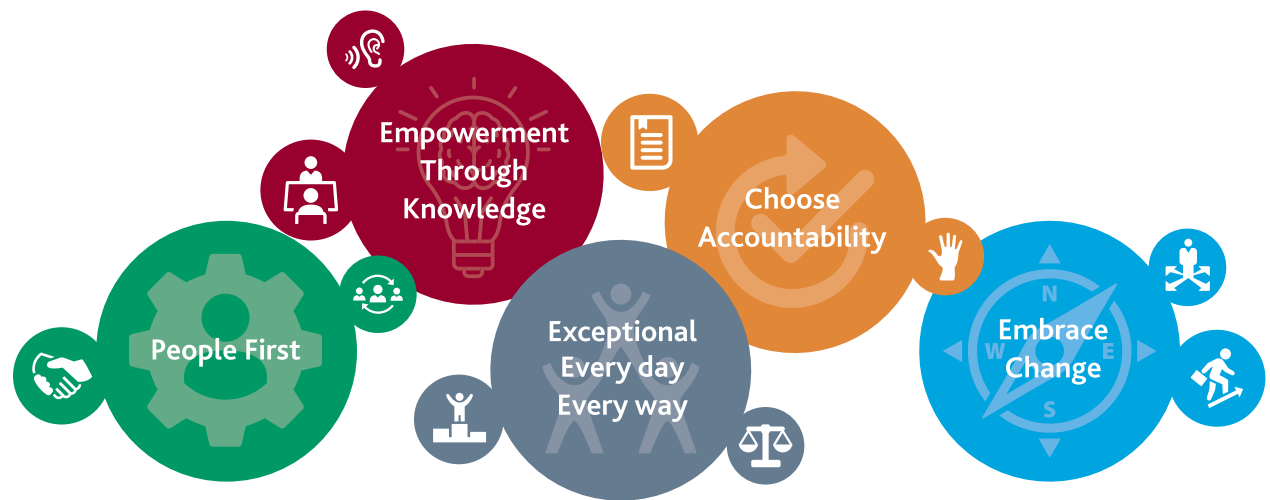 People First
Empowerment
Through
Knowledge
Exceptional
Every day
Every way
Choose
Accountability
N
W
E
S
Embrace
Change